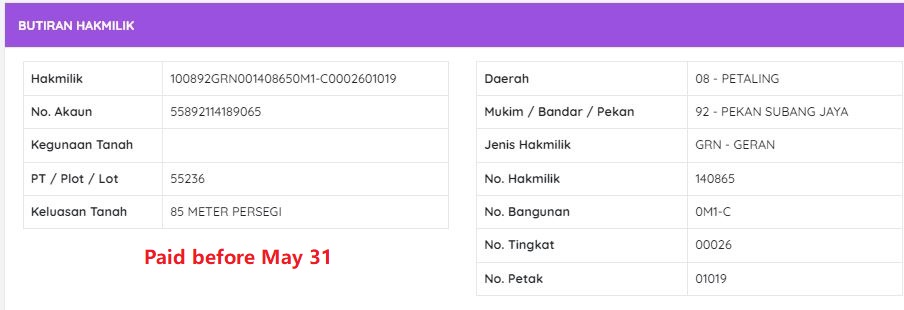 BUTIRAN HAKMILIK
Hakmilik 100892GRN001408650M1-C0002601019
No. Akaun 55892114189065
Kegunaan Tanah
PT / Plot / Lot 55236
Keluasan Tanah 85 METER PERSEGI
Paid before May 31
Daerah 08 - PETALING
Mukim / Bandar / Pekan 92 - PEKAN SUBANG JAYA
Jenis Hakmilik GRN - GERAN
No. Hakmilik 140865
No. Bangunan 0M1-C
No. Tingkat 00026
No. Petak 01019